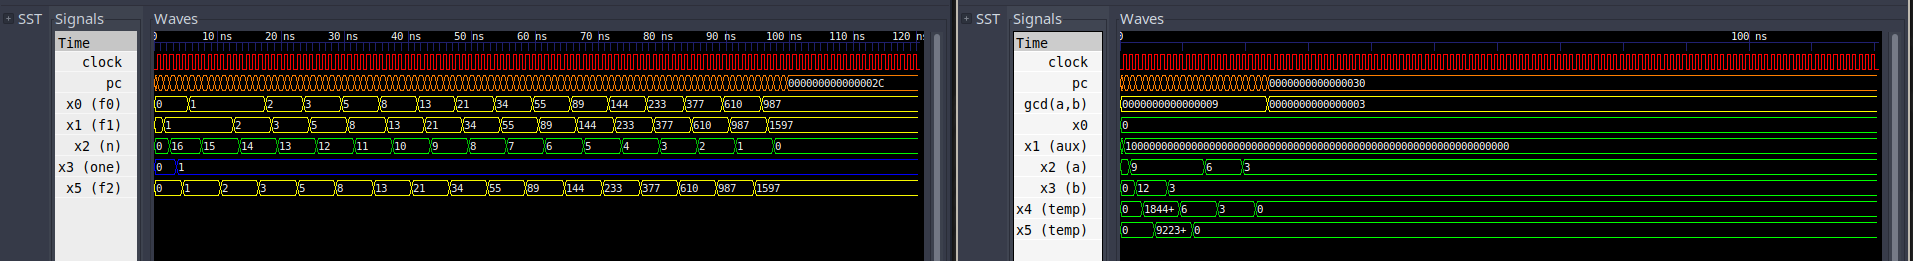 SST Signals Waves
Time 0 10 ns 20 ns 30 ns 40 ns 50 ns 60 ns 70 ns 80 ns 90 ns 100 ns 110 ns 120 ns
clock
pc 000000000000002C
x0 (f0) 0 1 2 3 5 8 13 21 34 55 89 144 233 377 610 987
x1 (f1) 1 2 3 5 8 13 21 34 55 89 144 233 377 610 987 1597
x2 (n) 0 16 15 14 13 12 11 10 9 8 7 6 5 4 3 2 1 0
x3 (one) 0 1
x5 (f2) 0 1 2 3 5 8 13 21 34 55 89 144 233 377 610 987 1597
SST Signals Waves
Time 0 100 ns
clock
pc 0000000000000030
gcd(a,b) 0000000000000009 0000000000000003
x0 0
x1 (aux) 1000000000000000000000000000000000000000000000000000000000000000
x2 (a) 9 6 3
x3 (b) 0 12 3
x4 (temp) 0 1844+ 6 3 0
x5 (temp) 0 9223+ 0